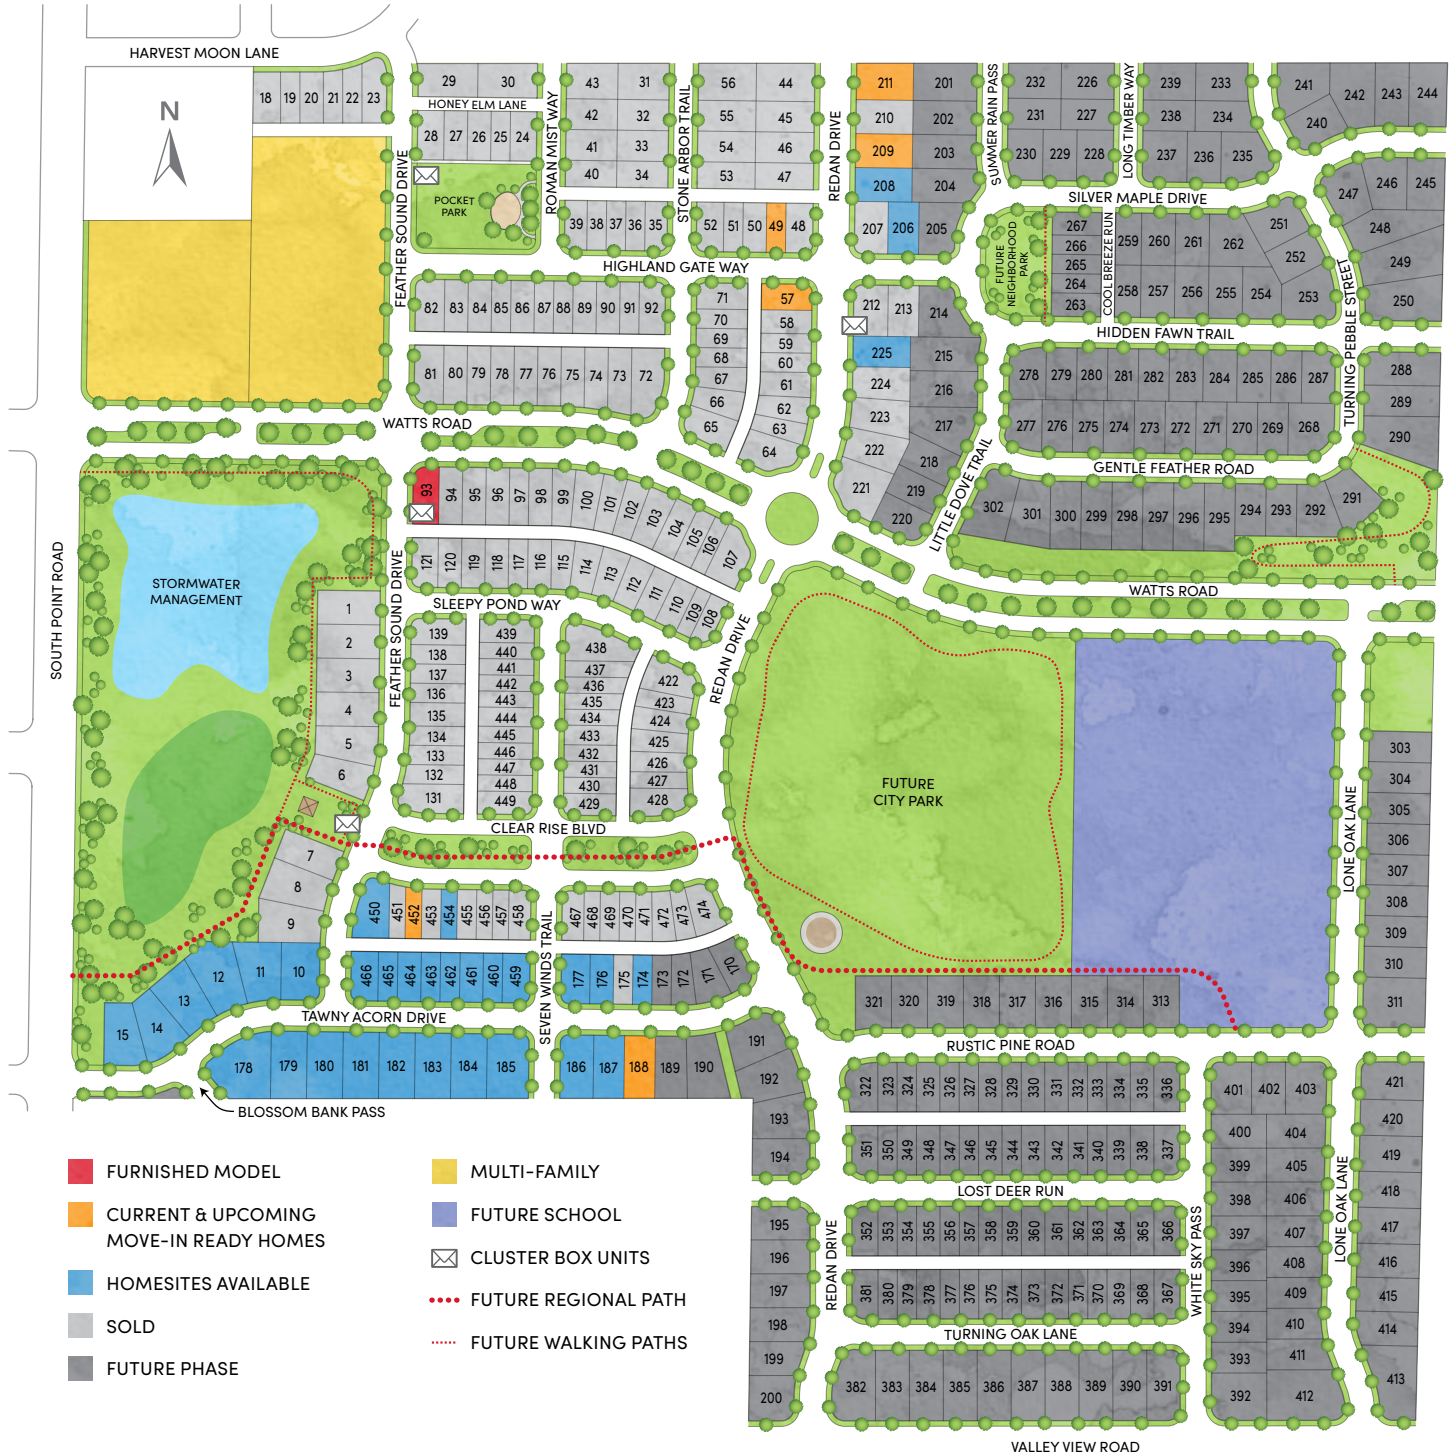 HARVEST MOON LANE
N
18 19 20 21 22 23
29 30
HONEY ELM LANE
28 27 26 25 24
POCKET
PARK
FEATHER SOUND DRIVE
ROMAN MIST WAY
43 31
42 32
41 33
40 34
39 38 37 36 35
STONE ARBOR TRAIL
56 44
55 45
54 46
53 47
52 51 50 49 48
REDAN DRIVE
211 201
210 202
209 203
208 204
207 206 205
SUMMER RAIN PASS
232 226
231 227
230 229 228
LONG TIMBER WAY
239 233
238 234
237 236 235
241 242 243 244
240
SILVER MAPLE DRIVE
247 246 245
248
249
250
FUTURE
NEIGHBORHOOD
PARK
267
266
265
264
263
COOL BREEZE RUN
259 260 261 262 251
252
258 257 256 255 254 253
HIDDEN FAWN TRAIL
TURNING PEBBLE STREET
HIGHLAND GATE WAY
82 83 84 85 86 87 88 89 90 91 92
81 80 79 78 77 76 75 74 73 72
71
70
69
68
67
66
65
57
58
59
60
61
62
63
64
212 213 214
225 215
224 216
223 217
222 218
221 219
220
LITTLE DOVE TRAIL
278 279 280 281 282 283 284 285 286 287
277 276 275 274 273 272 271 270 269 268
288
289
290
GENTLE FEATHER ROAD
302 301 300 299 298 297 296 295 294 293 292 291
WATTS ROAD
WATTS ROAD
SOUTH POINT ROAD
STORMWATER
MANAGEMENT
FEATHER SOUND DRIVE
93 94 95 96 97 98 99 100 101 102 103 104 105 106 107
121 120 119 118 117 116 115 114 113 112 111 110 109 108
SLEEPY POND WAY
REDAN DRIVE
1
2
3
4
5
6
7
8
9
139
138
137
136
135
134
133
132
131
439
440
441
442
443
444
445
446
447
448
449
438
437
436
435
434
433
432
431
430
429
422
423
424
425
426
427
428
CLEAR RISE BLVD
FUTURE
CITY PARK
303
304
305
306
307
308
309
310
311
LONE OAK LANE
450 451 452 453 454 455 456 457 458
466 465 464 463 462 461 460 459
SEVEN WINDS TRAIL
467 468 469 470 471 472 473 474
177 176 175 174 173 172 171 170
15 14 13 12 11 10
TAWNY ACORN DRIVE
178 179 180 181 182 183 184 185
186 187 188 189 190 191
192
193
194
BLOSSOM BANK PASS
321 320 319 318 317 316 315 314 313
RUSTIC PINE ROAD
322 323 324 325 326 327 328 329 330 331 332 333 334 335 336
351 350 349 348 347 346 345 344 343 342 341 340 339 338 337
LOST DEER RUN
352 353 354 355 356 357 358 359 360 361 362 363 364 365 366
381 380 379 378 377 376 375 374 373 372 371 370 369 368 367
TURNING OAK LANE
382 383 384 385 386 387 388 389 390 391
VALLEY VIEW ROAD
195
196
197
198
199
200
REDAN DRIVE
WHITE SKY PASS
401 402 403
400 404
399 405
398 406
397 407
396 408
395 409
394 410
393 411
392 412
LONE OAK LANE
421
420
419
418
417
416
415
414
413
FURNISHED MODEL
CURRENT & UPCOMING
MOVE-IN READY HOMES
HOMESITES AVAILABLE
SOLD
FUTURE PHASE
MULTI-FAMILY
FUTURE SCHOOL
CLUSTER BOX UNITS
FUTURE REGIONAL PATH
FUTURE WALKING PATHS